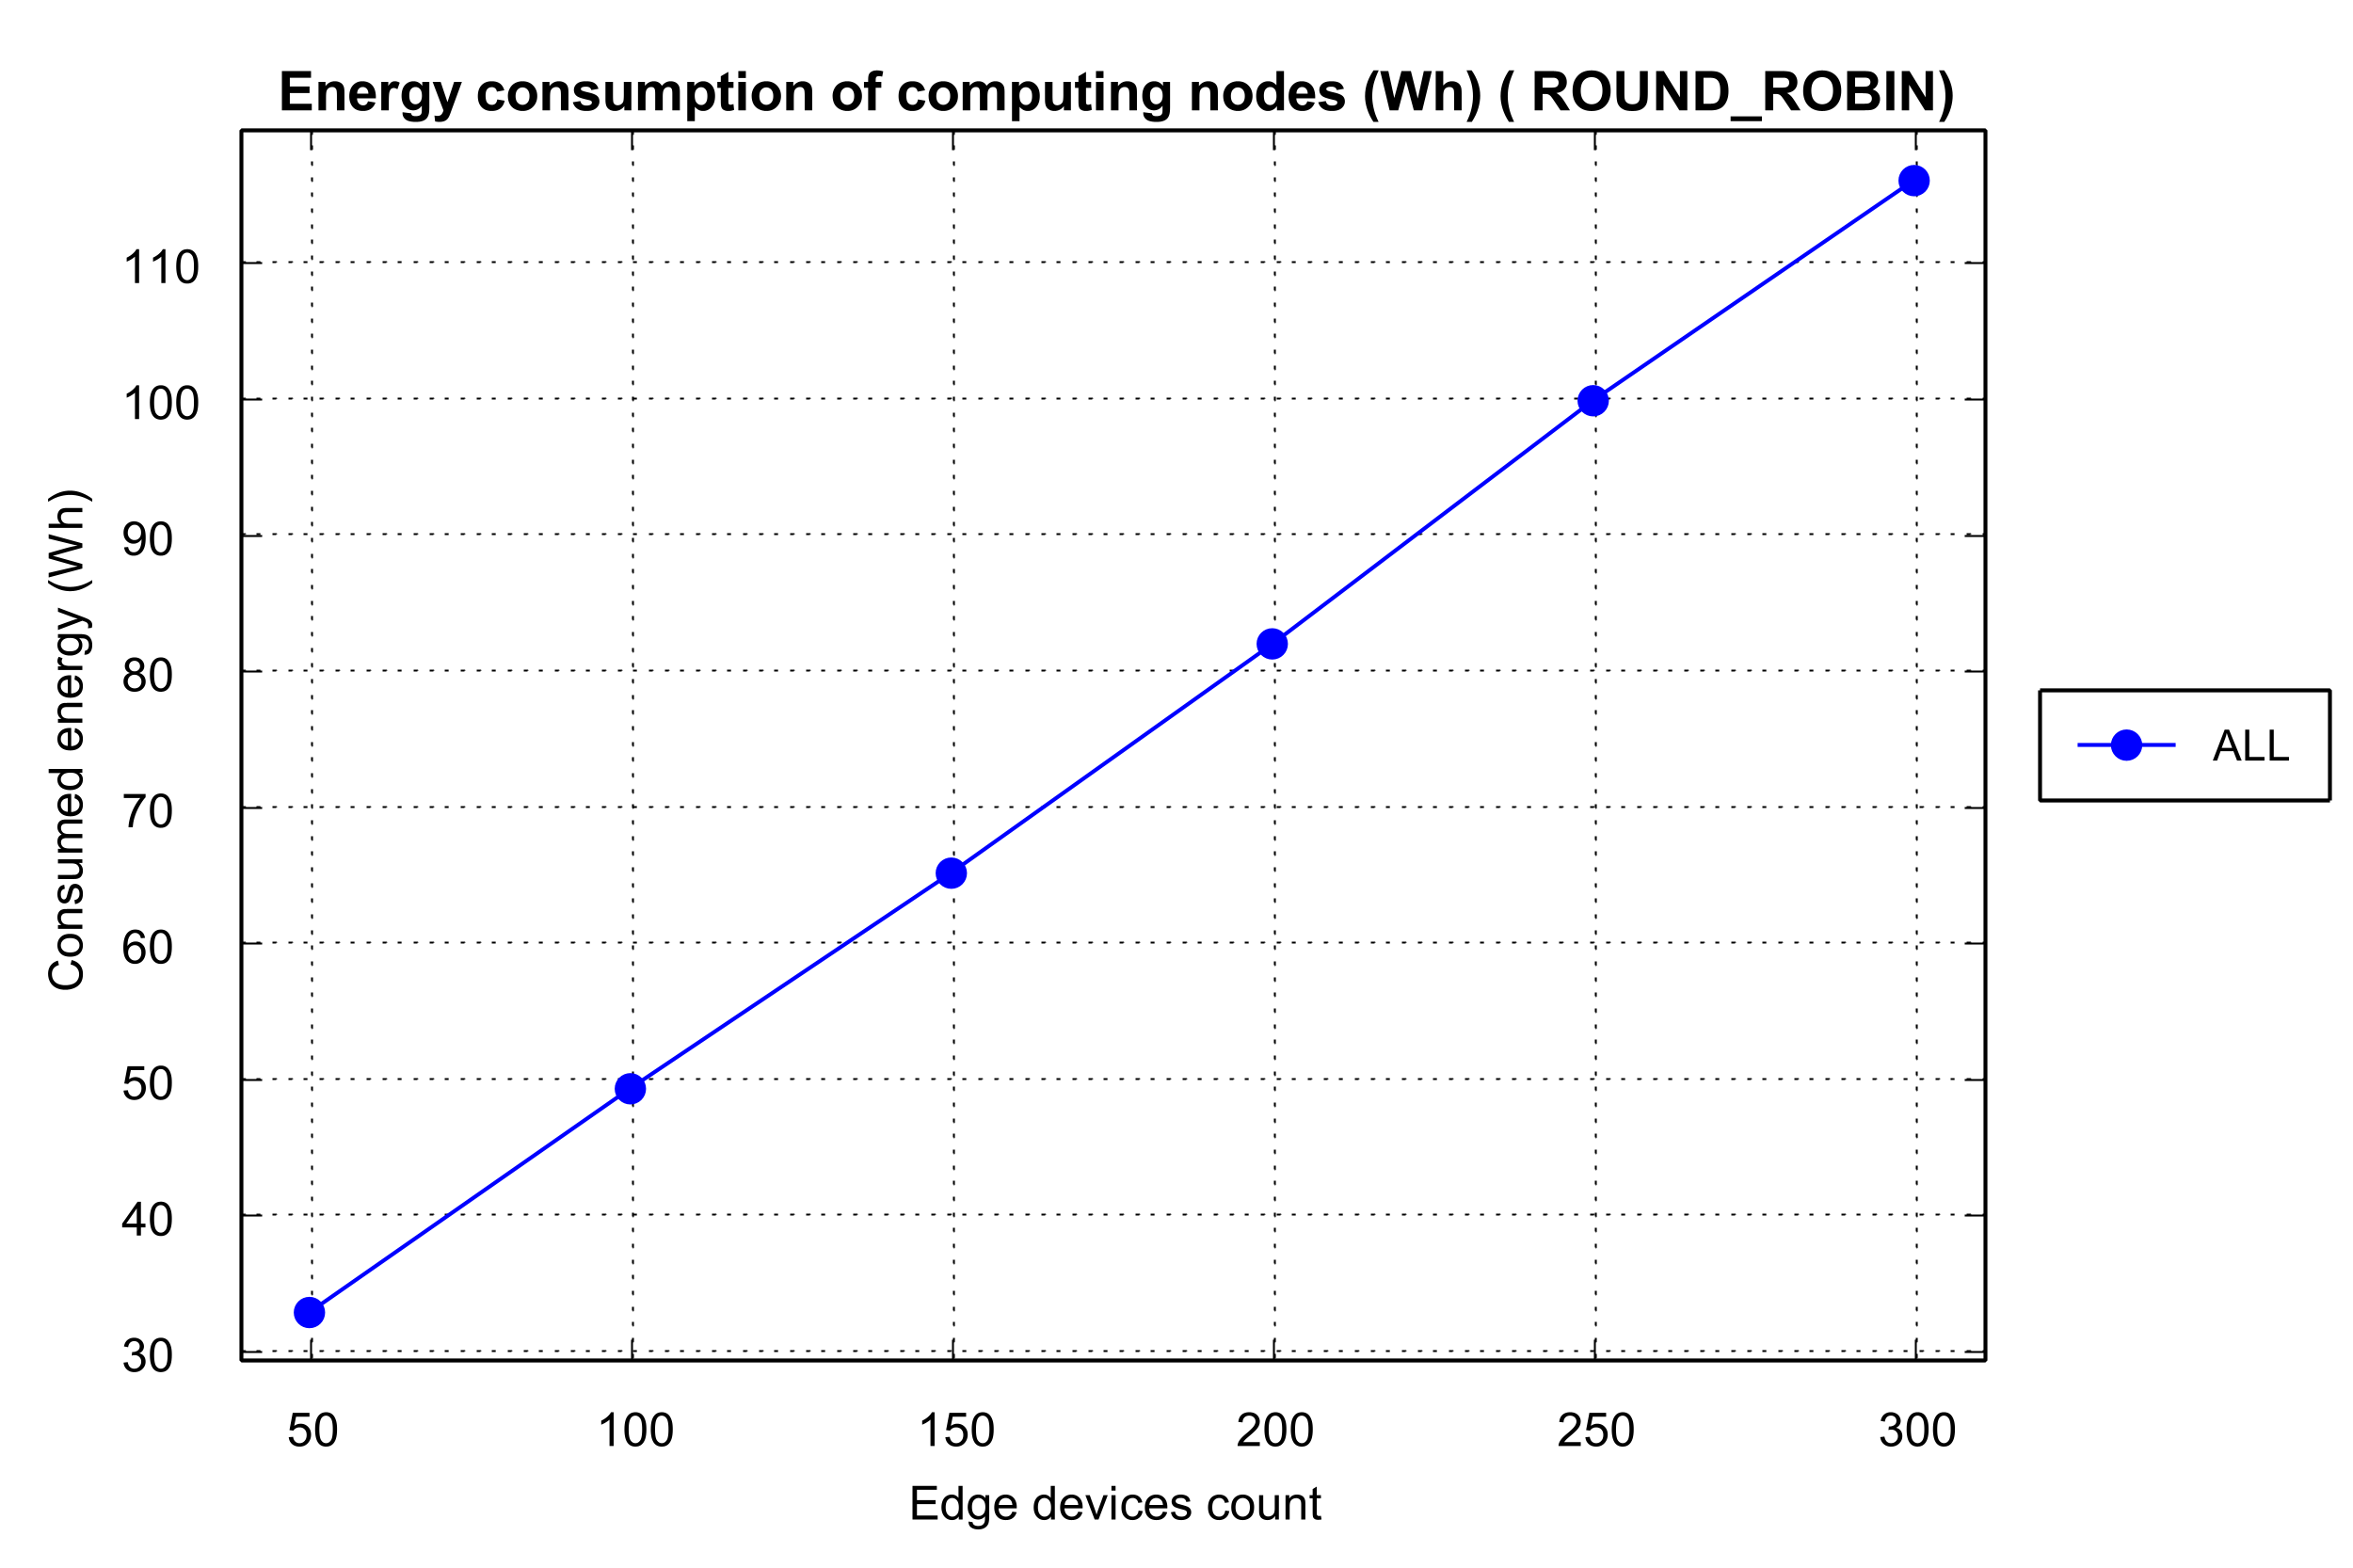 Energy consumption of computing nodes (Wh) ( ROUND_ROBIN)
110
100
90
80
70
60
50
40
30
Consumed energy (Wh)
50 100 150 200 250 300
Edge devices count
ALL